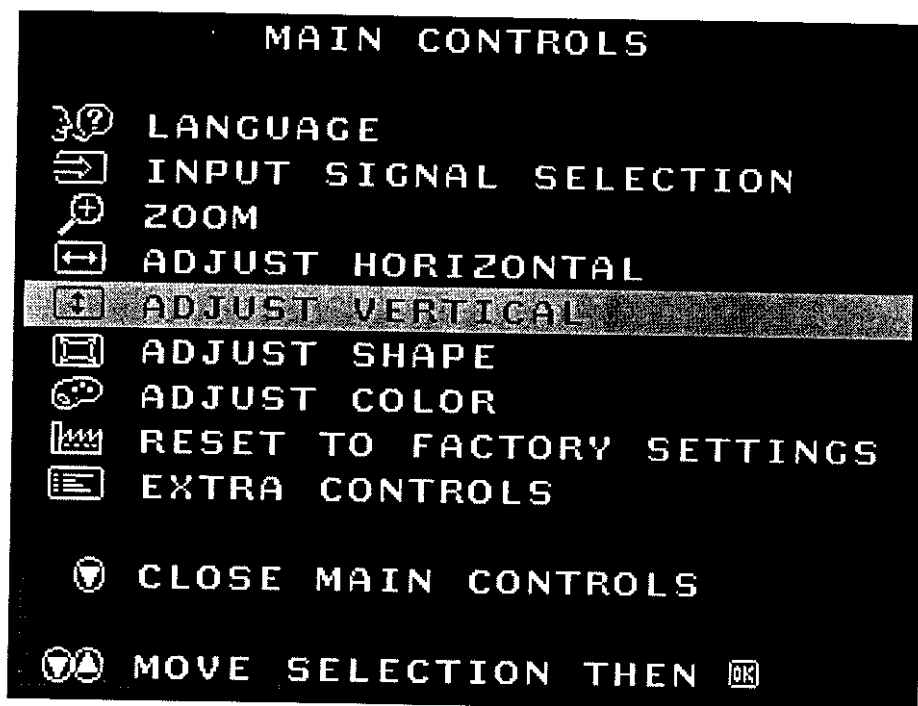 MAIN CONTROLS
LANGUAGE
INPUT SIGNAL SELECTION
ZOOM
ADJUST HORIZONTAL
ADJUST VERTICAL
ADJUST SHAPE
ADJUST COLOR
RESET TO FACTORY SETTINGS
EXTRA CONTROLS
CLOSE MAIN CONTROLS
MOVE SELECTION THEN OK